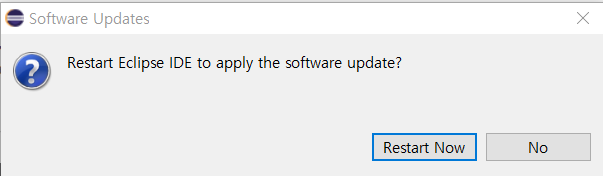 Software Updates
Restart Eclipse IDE to apply the software update?
Restart Now
No